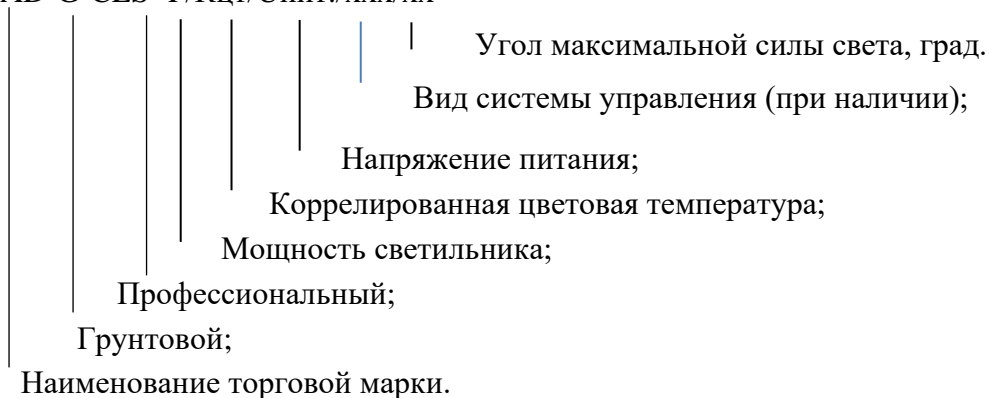 Угол максимальной силы света, град.
Вид системы управления (при наличии);
Напряжение питания;
Коррелированная цветовая температура;
Мощность светильника;
Профессиональный;
Грунтовой;
Наименование торговой марки.